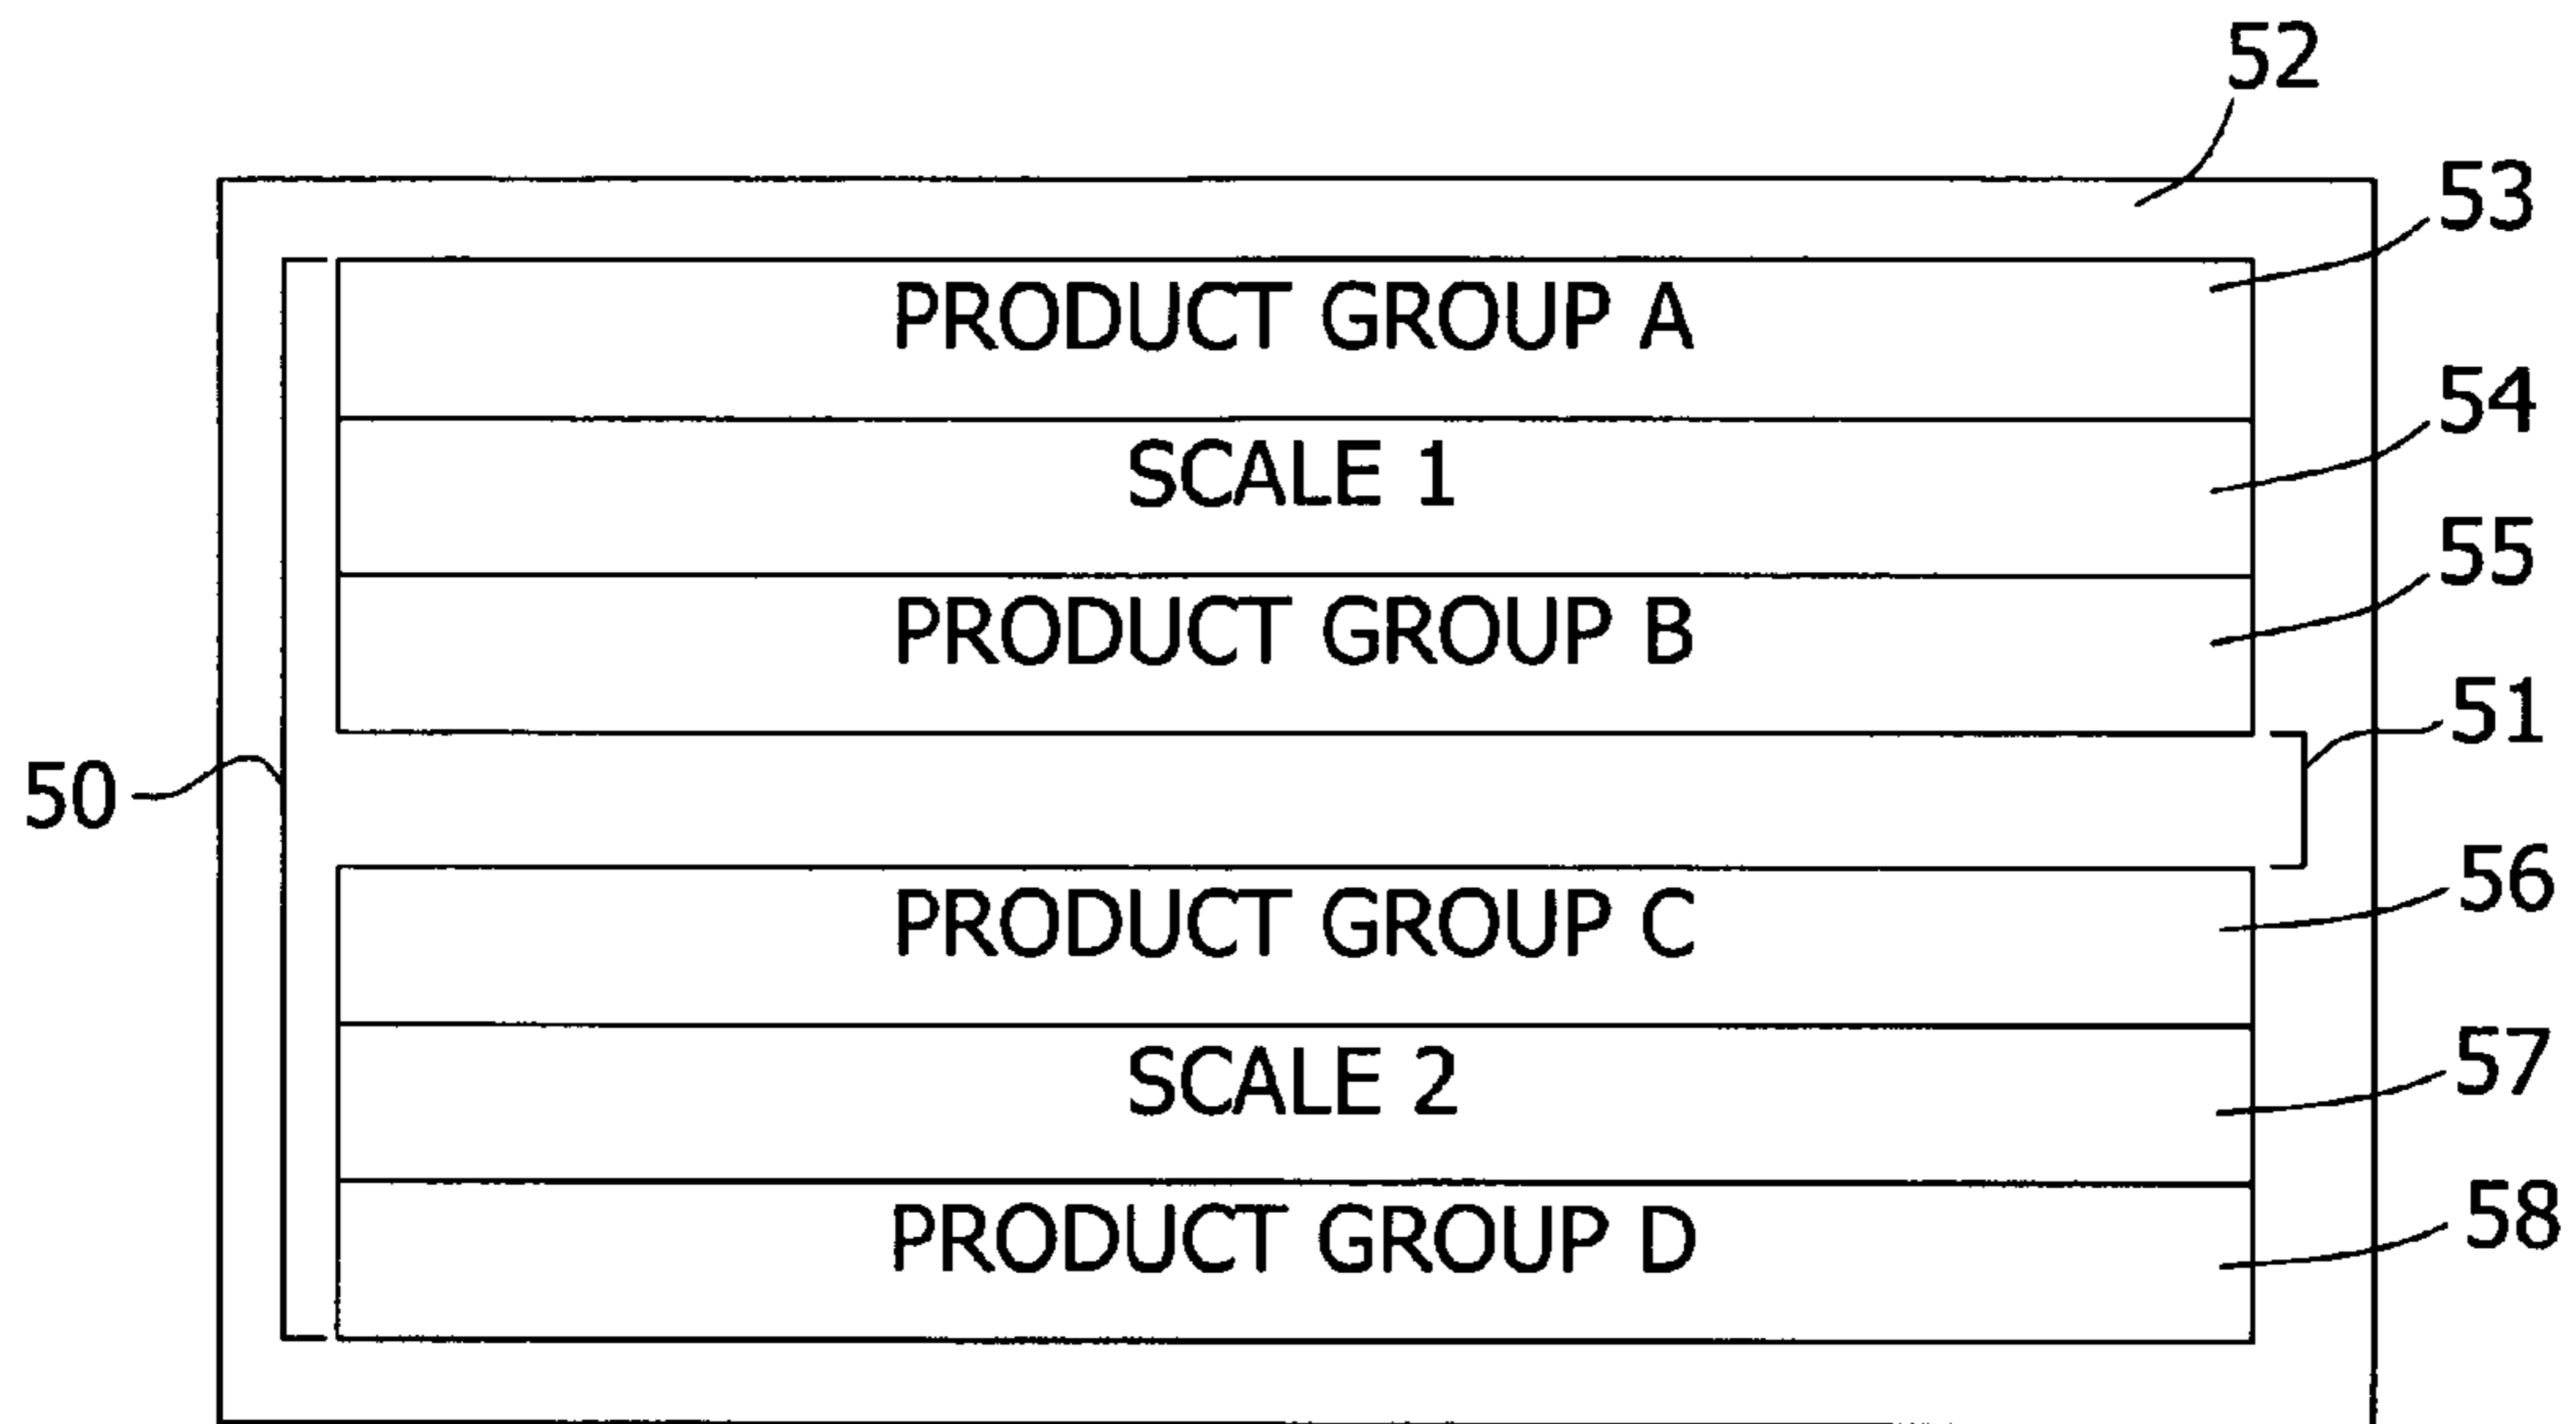 52
53
PRODUCT GROUP A
54
SCALE 1
55
PRODUCT GROUP B
51
50
56
PRODUCT GROUP C
57
SCALE 2
58
PRODUCT GROUP D